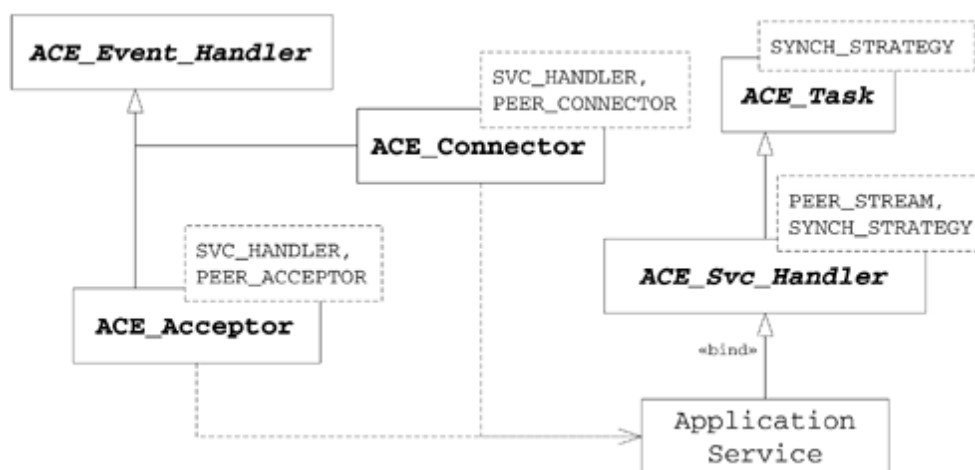 ACE_Event_Handler
SVC_HANDLER,
PEER_CONNECTOR
ACE_Connector
SYNCH_STRATEGY
ACE_Task
SVC_HANDLER,
PEER_ACCEPTOR
ACE_Acceptor
PEER_STREAM,
SYNCH_STRATEGY
ACE_Svc_Handler
«bind»
Application
Service